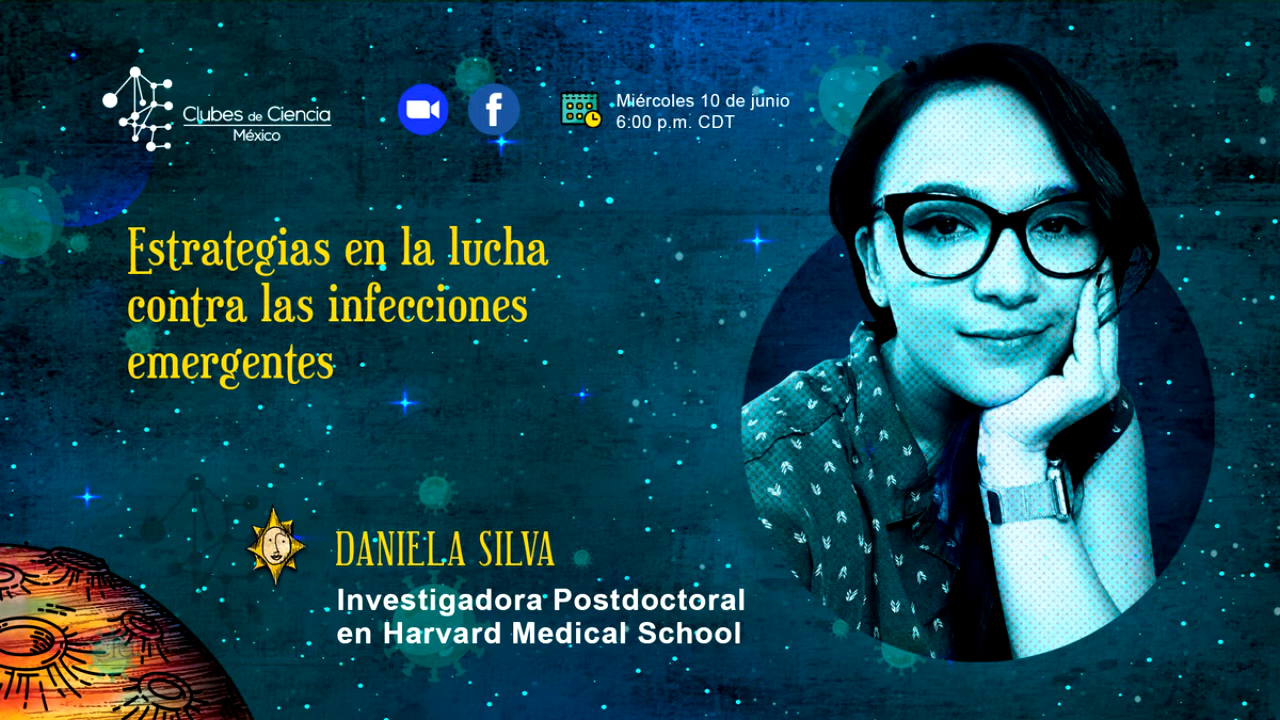 Clubes de Ciencia
México
f
Miércoles 10 de junio
6:00 p.m. CDT
Estrategias en la lucha
contra las infecciones
emergentes
DANIELA SILVA
Investigadora Postdoctoral
en Harvard Medical School